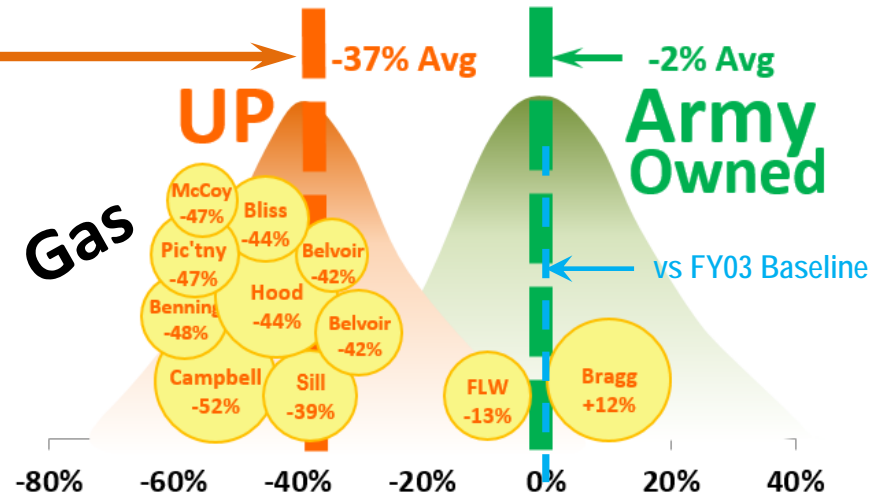 -37% Avg
-2% Avg
UP
Army
Owned
Gas
McCoy
-47%
Bliss
-44%
Pic'tny
-47%
Belvoir
-42%
vs FY03 Baseline
Hood
-44%
Benning
-48%
Belvoir
-42%
Campbell
-52%
Sill
-39%
FLW
-13%
Bragg
+12%
-80% -60% -40% -20% 0% 20% 40%